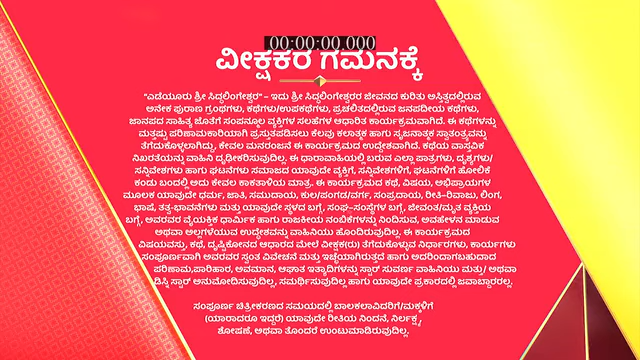 00:00:00.000
ವೀಕ್ಷಕರ ಗಮನಕ್ಕೆ
"ಎಡೆಯೂರು ಶ್ರೀ ಸಿದ್ಧಲಿಂಗೇಶ್ವರ" – ಇದು ಶ್ರೀ ಸಿದ್ಧಲಿಂಗೇಶ್ವರರ ಜೀವನದ ಕುರಿತು ಅಸ್ತಿತ್ವದಲ್ಲಿರುವ
ಅನೇಕ ಪುರಾಣ ಗ್ರಂಥಗಳು, ಕಥೆಗಳು/ಉಪಕಥೆಗಳು, ಪ್ರಚಲಿತದಲ್ಲಿರುವ ಜನಪದೀಯ ಕಥೆಗಳು,
ಜಾನಪದ ಸಾಹಿತ್ಯ ಜೊತೆಗೆ ಸಂಪನ್ಮೂಲ ವ್ಯಕ್ತಿಗಳ ಸಲಹೆಗಳ ಆಧಾರಿತ ಕಾರ್ಯಕ್ರಮವಾಗಿದೆ. ಈ ಕಥೆಗಳನ್ನು
ಮತ್ತಷ್ಟು ಪರಿಣಾಮಕಾರಿಯಾಗಿ ಪ್ರಸ್ತುತಪಡಿಸಲು ಕೆಲವು ಕಲಾತ್ಮಕ ಹಾಗು ಸೃಜನಾತ್ಮಕ ಸ್ವಾತಂತ್ರ್ಯವನ್ನು
ತೆಗೆದುಕೊಳ್ಳಲಾಗಿದ್ದು, ಕೇವಲ ಮನರಂಜನೆ ಈ ಕಾರ್ಯಕ್ರಮದ ಉದ್ದೇಶವಾಗಿದೆ. ಕಥೆಯ ವಾಸ್ತವಿಕ
ನಿಖರತೆಯನ್ನು ವಾಹಿನಿ ದೃಢೀಕರಿಸುವುದಿಲ್ಲ. ಈ ಧಾರಾವಾಹಿಯಲ್ಲಿ ಬರುವ ಎಲ್ಲಾ ಪಾತ್ರಗಳು, ದೃಶ್ಯಗಳು/
ಸನ್ನಿವೇಶಗಳು ಹಾಗು ಘಟನೆಗಳು ಸಮಾಜದ ಯಾವುದೇ ವ್ಯಕ್ತಿಗೆ, ಸನ್ನಿವೇಶಗಳಿಗೆ, ಘಟನೆಗಳಿಗೆ ಹೋಲಿಕೆ
ಕಂಡು ಬಂದಲ್ಲಿ ಅದು ಕೇವಲ ಕಾಕತಾಳಿಯ ಮಾತ್ರ. ಈ ಕಾರ್ಯಕ್ರಮದ ಕಥೆ, ವಿಷಯ, ಅಭಿಪ್ರಾಯಗಳ
ಮೂಲಕ ಯಾವುದೇ ಧರ್ಮ, ಜಾತಿ, ಸಮುದಾಯ, ಕುಲ/ಪಂಗಡ/ವರ್ಗ, ಸಂಪ್ರದಾಯ, ರೀತಿ-ರಿವಾಜು, ಲಿಂಗ,
ಭಾಷೆ, ತತ್ವ-ಭಾವನೆಗಳು ಮತ್ತು ಯಾವುದೇ ಸ್ಥಳದ ಬಗ್ಗೆ, ಸಂಘ-ಸಂಸ್ಥೆಗಳ ಬಗ್ಗೆ, ಜೀವಂತ/ಮೃತ ವ್ಯಕ್ತಿಯ
ಬಗ್ಗೆ, ಅವರವರ ವೈಯಕ್ತಿಕ ಧಾರ್ಮಿಕ ಹಾಗು ರಾಜಕೀಯ ನಂಬಿಕೆಗಳನ್ನು ನಿಂದಿಸುವ, ಅವಹೇಳನ ಮಾಡುವ
ಅಥವಾ ಅಲ್ಲಗಳೆಯುವ ಉದ್ದೇಶವನ್ನು ವಾಹಿನಿಯು ಹೊಂದಿರುವುದಿಲ್ಲ. ಈ ಕಾರ್ಯಕ್ರಮದ
ವಿಷಯವಸ್ತು, ಕಥೆ, ದೃಷ್ಟಿಕೋನದ ಆಧಾರದ ಮೇಲೆ ವೀಕ್ಷಕ(ರು) ತೆಗೆದುಕೊಳ್ಳುವ ನಿರ್ಧಾರಗಳು, ಕಾರ್ಯಗಳು
ಸಂಪೂರ್ಣವಾಗಿ ಅವರವರ ಸ್ವಂತ ವಿವೇಚನೆ ಮತ್ತು ಇಚ್ಛೆಯಾಗಿರುತ್ತದೆ ಹಾಗು ಅದರಿಂದಾಗಬಹುದಾದ
ಪರಿಣಾಮ,ಪಾರಿಹಾರ, ಅವಮಾನ, ಆಘಾತ ಇತ್ಯಾದಿಗಳನ್ನು ಸ್ಟಾರ್ ಸುವರ್ಣ ವಾಹಿನಿಯು ಮತ್ತು/ ಅಥವಾ
ಡಿಸ್ನಿ ಸ್ಟಾರ್ ಅನುಮೋದಿಸುವುದಿಲ್ಲ, ಸಮರ್ಥಿಸುವುದಿಲ್ಲ ಹಾಗು ಯಾವುದೇ ಪ್ರಕಾರದಲ್ಲಿ ಜವಾಬ್ದಾರರಲ್ಲ.
ಸಂಪೂರ್ಣ ಚಿತ್ರೀಕರಣದ ಸಮಯದಲ್ಲಿ ಬಾಲಕಲಾವಿದರಿಗೆ/ಮಕ್ಕಳಿಗೆ
(ಯಾರಾದರೂ ಇದ್ದರೆ) ಯಾವುದೇ ರೀತಿಯ ನಿಂದನೆ, ನಿರ್ಲಕ್ಷ್ಯ,
ಶೋಷಣೆ, ಅಥವಾ ತೊಂದರೆ ಉಂಟುಮಾಡಿರುವುದಿಲ್ಲ.